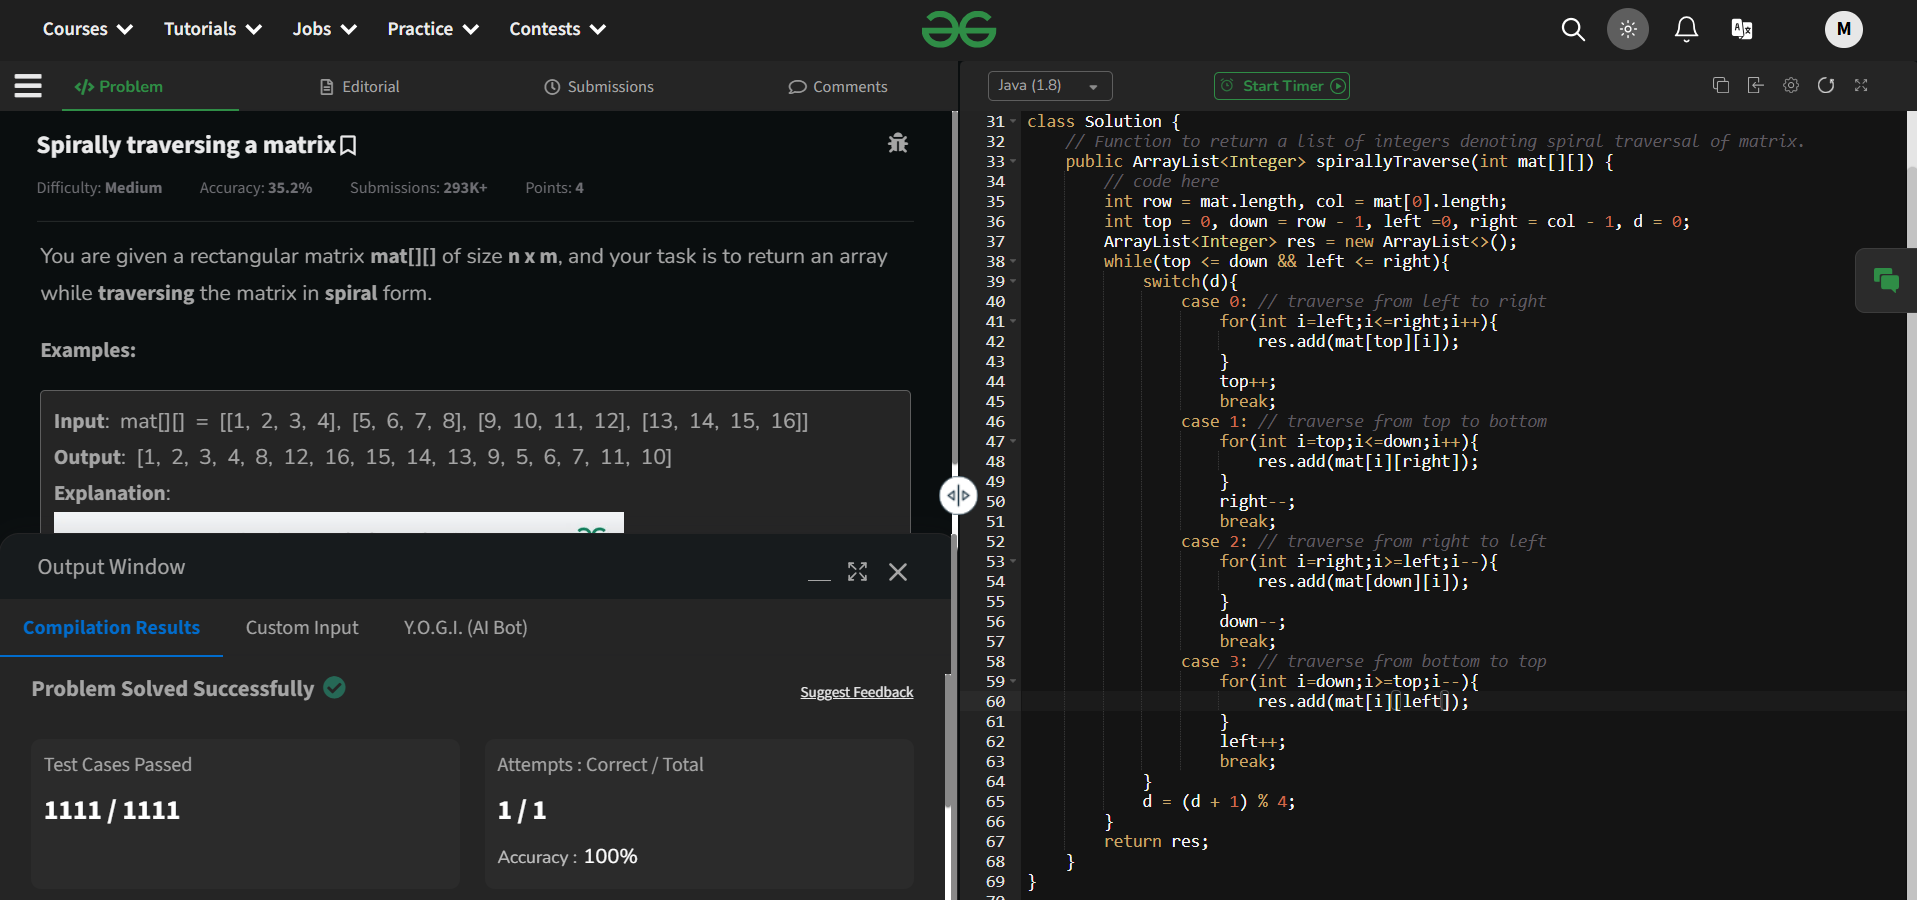 Courses Tutorials Jobs Practice Contests
M
Problem Editorial Submissions Comments
Java (1.8) Start Timer
Spirally traversing a matrix
Difficulty: Medium Accuracy: 35.2% Submissions: 293K+ Points: 4
You are given a rectangular matrix mat[][] of size n x m, and your task is to return an array
while traversing the matrix in spiral form.
Examples:
Input: mat[][] = [[1, 2, 3, 4], [5, 6, 7, 8], [9, 10, 11, 12], [13, 14, 15, 16]]
Output: [1, 2, 3, 4, 8, 12, 16, 15, 14, 13, 9, 5, 6, 7, 11, 10]
Explanation:
Output Window
Compilation Results Custom Input Y.O.G.I. (AI Bot)
Problem Solved Successfully
Suggest Feedback
Test Cases Passed
1111 / 1111
Attempts : Correct / Total
1 / 1
Accuracy : 100%
31 class Solution {
32 // Function to return a list of integers denoting spiral traversal of matrix.
33 public ArrayList<Integer> spirallyTraverse(int mat[][]) {
34 // code here
35 int row = mat.length, col = mat[0].length;
36 int top = 0, down = row - 1, left =0, right = col - 1, d = 0;
37 ArrayList<Integer> res = new ArrayList<>();
38 while(top <= down && left <= right){
39 switch(d){
40 case 0: // traverse from left to right
41 for(int i=left;i<=right;i++){
42 res.add(mat[top][i]);
43 }
44 top++;
45 break;
46 case 1: // traverse from top to bottom
47 for(int i=top;i<=down;i++){
48 res.add(mat[i][right]);
49 }
50 right--;
51 break;
52 case 2: // traverse from right to left
53 for(int i=right;i>=left;i--){
54 res.add(mat[down][i]);
55 }
56 down--;
57 break;
58 case 3: // traverse from bottom to top
59 for(int i=down;i>=top;i--){
60 res.add(mat[i][left]);
61 }
62 left++;
63 break;
64 }
65 d = (d + 1) % 4;
66 }
67 return res;
68 }
69 }